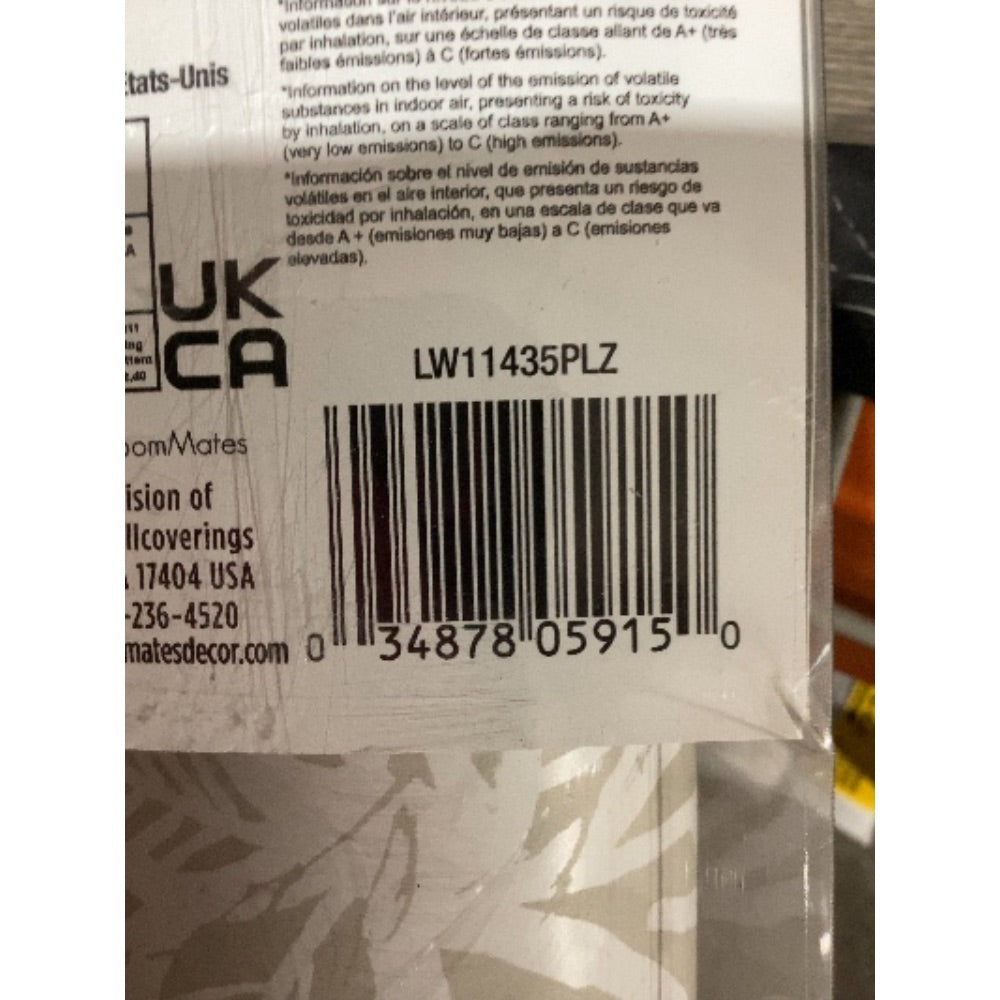 volatiles dans l'air intérieur, présentant un risque de toxicité
par inhalation, sur une échelle de classe allant de A+ (très
faibles émissions) à C (fortes émissions).
États-Unis
*Information on the level of the emission of volatile
substances in indoor air, presenting a risk of toxicity
by inhalation, on a scale of class ranging from A+
(very low emissions) to C (high emissions).
*Información sobre el nivel de emisión de sustancias
volátiles en el aire interior, que presenta un riesgo de
toxicidad por inhalación, en una escala de clase que va
desde A + (emisiones muy bajas) a C (emisiones
elevadas).
A
UK
CA
LW11435PLZ
oomMates
ision of
llcoverings
17404 USA
-236-4520
matesdecor.com
0 34878 05915 0